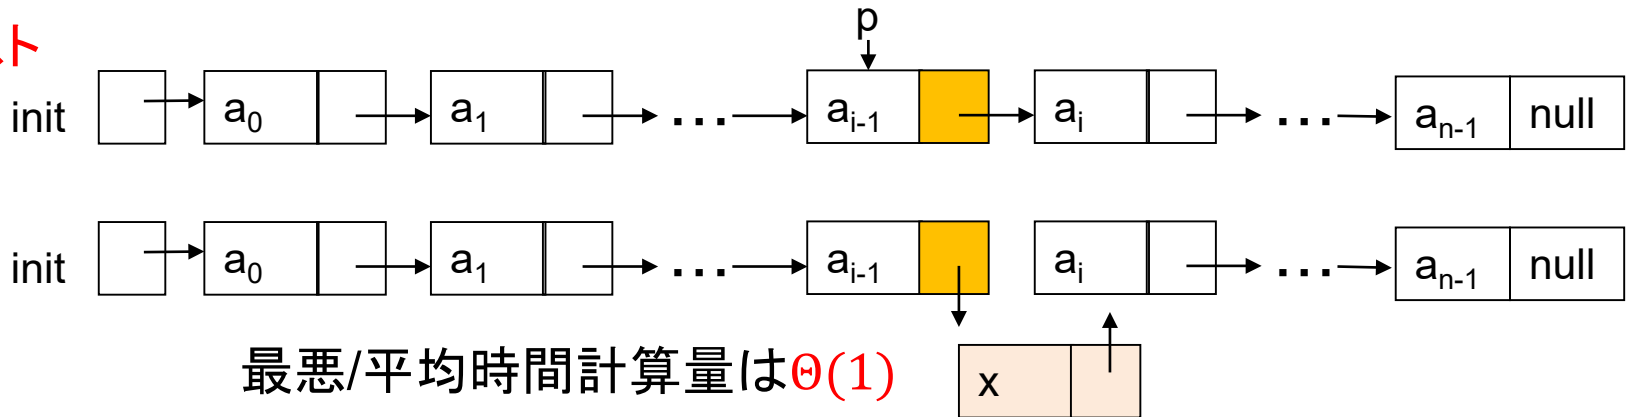 ト
p
init a₀ a₁ ... aᵢ₋₁ aᵢ ... aₙ₋₁ null
init a₀ a₁ ... aᵢ₋₁ aᵢ ... aₙ₋₁ null
最悪/平均時間計算量はΘ(1)
x